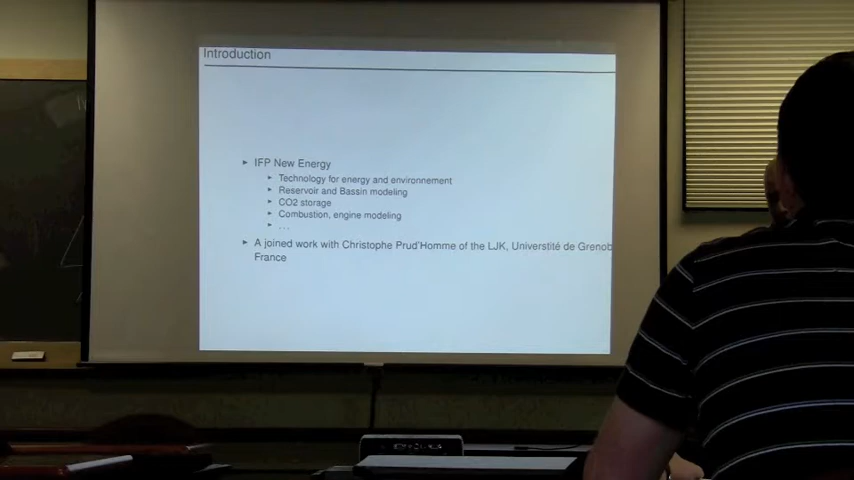 Introduction
IFP New Energy
Technology for energy and environnement
Reservoir and Bassin modeling
CO2 storage
Combustion, engine modeling
...
A joined work with Christophe Prud'Homme of the LJK, Universtité de Grenob
France